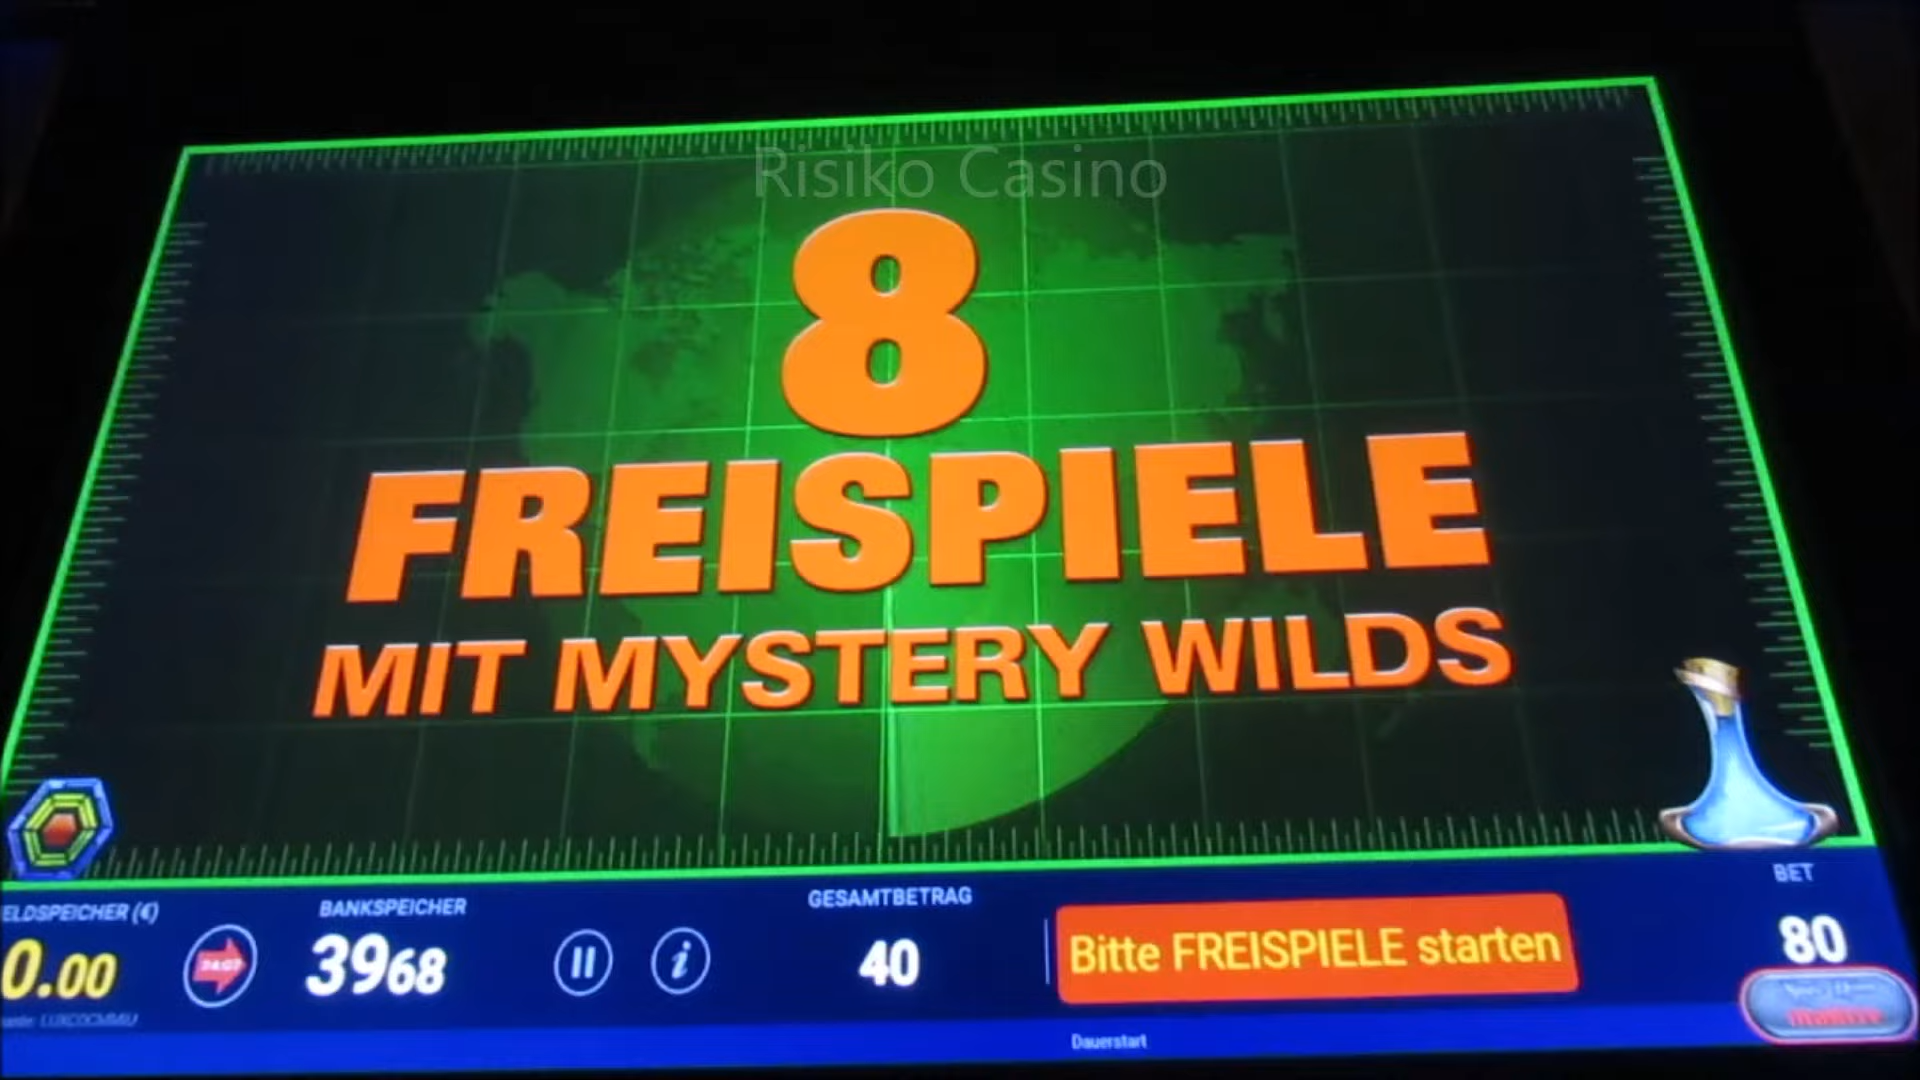 Risiko Casino
8
FREISPIELE
MIT MYSTERY WILDS
ELDSPEICHER (€)
BANKSPEICHER
GESAMTBETRAG
BET
0.00
3968
40
Bitte FREISPIELE starten
80
Dauerstart